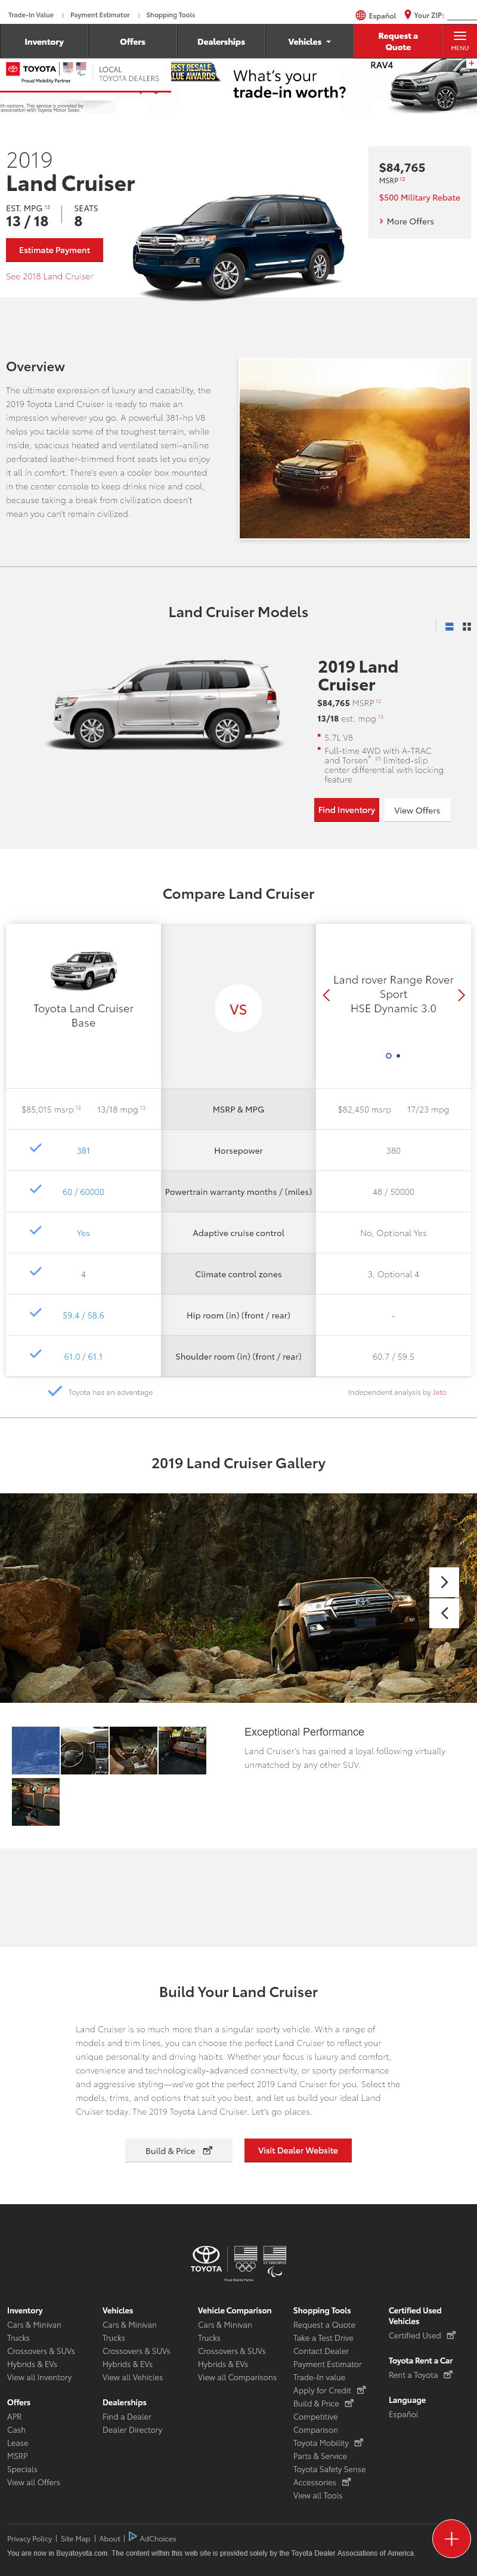 Trade-In Value | Payment Estimator | Shopping Tools
Español
Your ZIP:
Inventory
Offers
Dealerships
Vehicles
Request a
Quote
MENU
TOYOTA
Proud Mobility Partner
LOCAL
TOYOTA DEALERS
BEST RESALE
VALUE AWARDS
What's your
trade-in worth?
RAV4
+
with options. This service is provided by
association with Toyota Motor Sales.
2019
Land Cruiser
EST. MPG 13
13 / 18
SEATS
8
Estimate Payment
See 2018 Land Cruiser
$84,765
MSRP 12
$500 Military Rebate
More Offers
Overview
The ultimate expression of luxury and capability, the
2019 Toyota Land Cruiser is ready to make an
impression wherever you go. A powerful 381-hp V8
helps you tackle some of the toughest terrain, while
inside, spacious heated and ventilated semi-aniline
perforated leather-trimmed front seats let you enjoy
it all in comfort. There's even a cooler box mounted
in the center console to keep drinks nice and cool,
because taking a break from civilization doesn't
mean you can't remain civilized.
Land Cruiser Models
2019 Land
Cruiser
$84,765 MSRP 12
13/18 est. mpg 13
5.7L V8
Full-time 4WD with A-TRAC
and Torsen® 25 limited-slip
center differential with locking
feature
Find Inventory
View Offers
Compare Land Cruiser
Toyota Land Cruiser
Base
VS
Land rover Range Rover
Sport
HSE Dynamic 3.0
$85,015 msrp 12 13/18 mpg 13
MSRP & MPG
$82,450 msrp 17/23 mpg
381
Horsepower
380
60 / 60000
Powertrain warranty months / (miles)
48 / 50000
Yes
Adaptive cruise control
No, Optional Yes
4
Climate control zones
3, Optional 4
59.4 / 58.6
Hip room (in) (front / rear)
-
61.0 / 61.1
Shoulder room (in) (front / rear)
60.7 / 59.5
Toyota has an advantage
Independent analysis by Jato
2019 Land Cruiser Gallery
Exceptional Performance
Land Cruiser's has gained a loyal following virtually
unmatched by any other SUV.
Build Your Land Cruiser
Land Cruiser is so much more than a singular sporty vehicle. With a range of
models and trim lines, you can choose the perfect Land Cruiser to reflect your
unique personality and driving habits. Whether your focus is luxury and comfort,
convenience and technologically-advanced connectivity, or sporty performance
and aggressive styling—we've got the perfect 2019 Land Cruiser for you. Select the
models, trims, and options that suit you best, and let us build your ideal Land
Cruiser today. The 2019 Toyota Land Cruiser. Let's go places.
Build & Price
Visit Dealer Website
TOYOTA
Proud Mobility Partner
Inventory
Cars & Minivan
Trucks
Crossovers & SUVs
Hybrids & EVs
View all Inventory
Offers
APR
Cash
Lease
MSRP
Specials
View all Offers
Vehicles
Cars & Minivan
Trucks
Crossovers & SUVs
Hybrids & EVs
View all Vehicles
Dealerships
Find a Dealer
Dealer Directory
Vehicle Comparison
Cars & Minivan
Trucks
Crossovers & SUVs
Hybrids & EVs
View all Comparisons
Shopping Tools
Request a Quote
Take a Test Drive
Contact Dealer
Payment Estimator
Trade-In value
Apply for Credit
Build & Price
Competitive
Comparison
Toyota Mobility
Parts & Service
Toyota Safety Sense
Accessories
View all Tools
Certified Used
Vehicles
Certified Used
Toyota Rent a Car
Rent a Toyota
Language
Español
Privacy Policy | Site Map | About | AdChoices
You are now in Buyatoyota.com. The content within this web site is provided solely by the Toyota Dealer Associations of America.